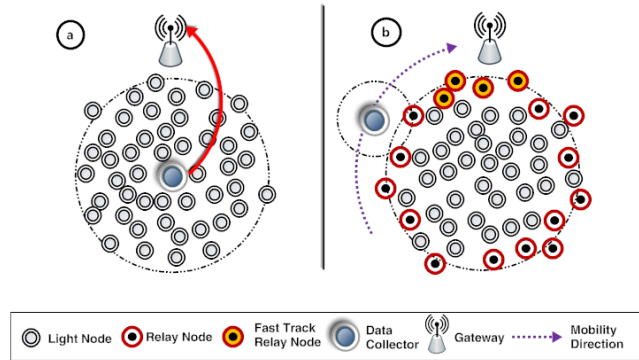 a
b
Light Node
Relay Node
Fast Track
Relay Node
Data
Collector
Gateway
Mobility
Direction